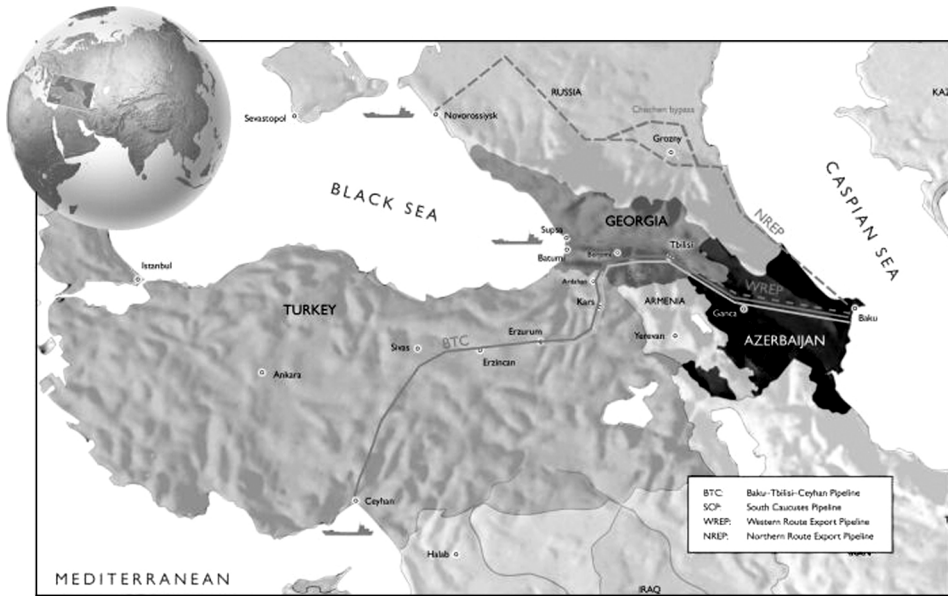 RUSSIA
KAZ
Chechen bypass
Sevastopol
Novorossiysk
Grozny
BLACK SEA
CASPIAN SEA
NREP
GEORGIA
Supsa
Tbilisi
Batumi
Borjomi
Istanbul
Ardahan
WREP
TURKEY
Kars
ARMENIA
Ganca
Baku
Erzurum
Yerevan
AZERBAIJAN
BTC
Sivas
Erzincan
Ankara
Ceyhan
BTC: Baku-Tbilisi-Ceyhan Pipeline
SCP: South Caucuses Pipeline
WREP: Western Route Export Pipeline
NREP: Northern Route Export Pipeline
Halab
IRAN
MEDITERRANEAN
IRAQ